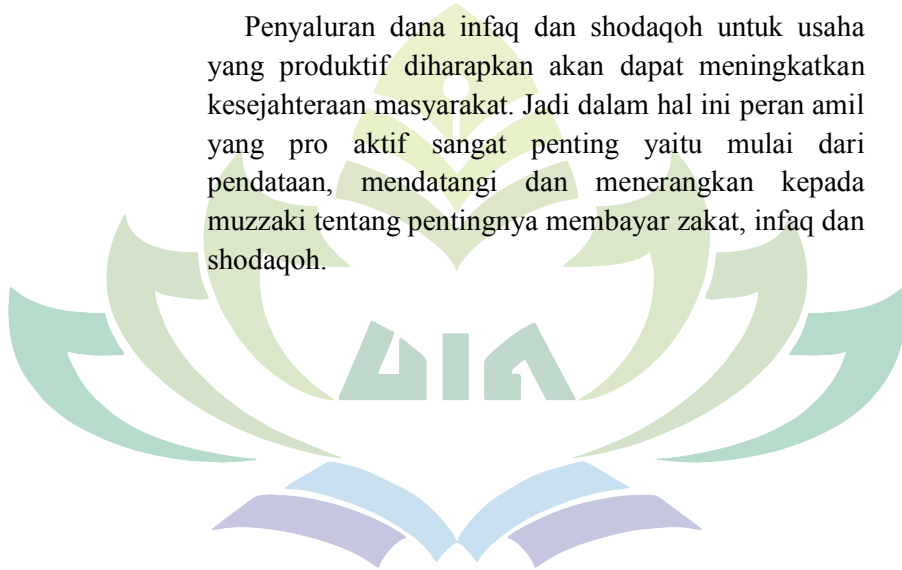 Penyaluran dana infaq dan shodaqoh untuk usaha
yang produktif diharapkan akan dapat meningkatkan
kesejahteraan masyarakat. Jadi dalam hal ini peran amil
yang pro aktif sangat penting yaitu mulai dari
pendataan, mendatangi dan menerangkan kepada
muzzaki tentang pentingnya membayar zakat, infaq dan
shodaqoh.
UIN